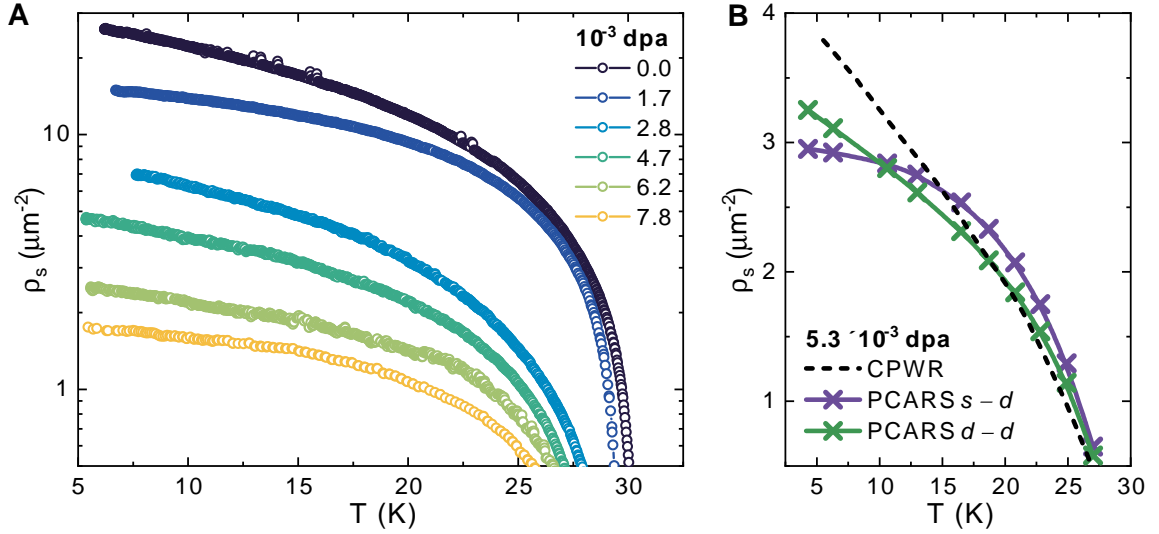 A
10⁻³ dpa
0.0
1.7
2.8
4.7
6.2
7.8
10
1
ρs (μm⁻²)
5
10
15
20
25
30
T (K)
B
4
3
2
1
ρs (μm⁻²)
5.3 ´10⁻³ dpa
CPWR
PCARS s – d
PCARS d – d
5
10
15
20
25
30
T (K)